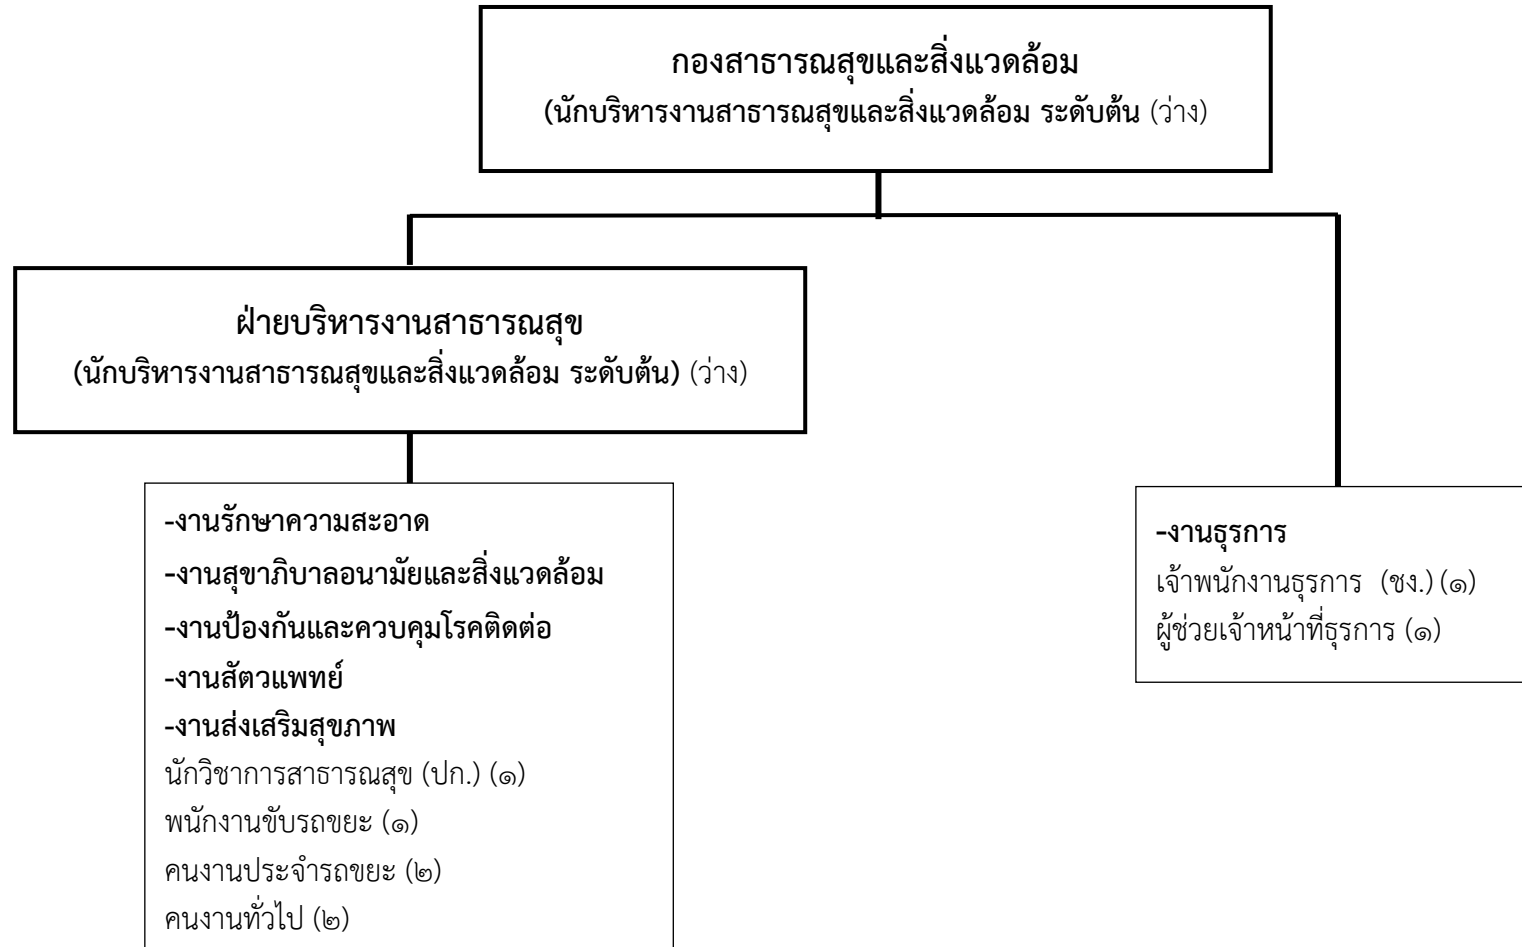 กองสาธารณสุขและสิ่งแวดล้อม
(นักบริหารงานสาธารณสุขและสิ่งแวดล้อม ระดับต้น (ว่าง)
ฝ่ายบริหารงานสาธารณสุข
(นักบริหารงานสาธารณสุขและสิ่งแวดล้อม ระดับต้น) (ว่าง)
-งานรักษาความสะอาด
-งานสุขาภิบาลอนามัยและสิ่งแวดล้อม
-งานป้องกันและควบคุมโรคติดต่อ
-งานสัตวแพทย์
-งานส่งเสริมสุขภาพ
นักวิชาการสาธารณสุข (ปก.) (๑)
พนักงานขับรถขยะ (๑)
คนงานประจำรถขยะ (๒)
คนงานทั่วไป (๒)
-งานธุรการ
เจ้าพนักงานธุรการ (ชง.) (๑)
ผู้ช่วยเจ้าหน้าที่ธุรการ (๑)